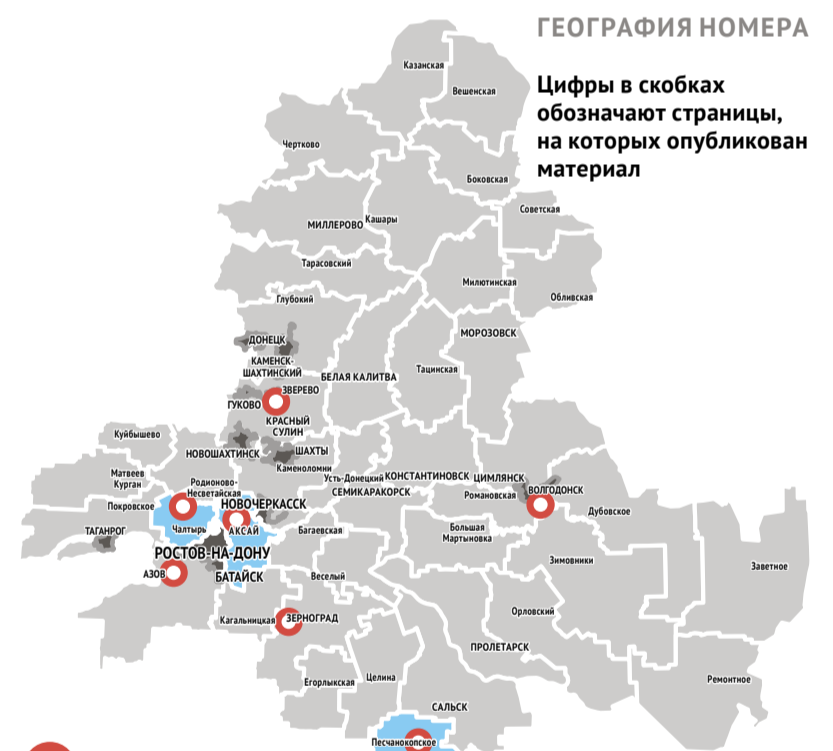 ГЕОГРАФИЯ НОМЕРА
Цифры в скобках
обозначают страницы,
на которых опубликован
материал
Казанская
Вешенская
Чертково
Боковская
Советская
МИЛЛЕРОВО
Кашары
Тарасовский
Милютинская
Обливская
Глубокий
МОРОЗОВСК
ДОНЕЦК
КАМЕНСК-
ШАХТИНСКИЙ
Тацинская
БЕЛАЯ КАЛИТВА
ЗВЕРЕВО
ГУКОВО
КРАСНЫЙ
СУЛИН
Куйбышево
НОВОШАХТИНСК
ШАХТЫ
Каменоломни
Матвеев
Курган
Родионово-
Несветайская
Усть-Донецкий
КОНСТАНТИНОВСК
ЦИМЛЯНСК
СЕМИКАРАКОРСК
Романовская
ВОЛГОДОНСК
Покровское
НОВОЧЕРКАССК
Дубовское
ТАГАНРОГ
Чалтырь
АКСАЙ
Багаевская
Большая
Мартыновка
РОСТОВ-НА-ДОНУ
Зимовники
Заветное
АЗОВ
БАТАЙСК
Веселый
Орловский
Кагальницкая
ЗЕРНОГРАД
ПРОЛЕТАРСК
Егорлыкская
Целина
Ремонтное
САЛЬСК
Песчанокопское